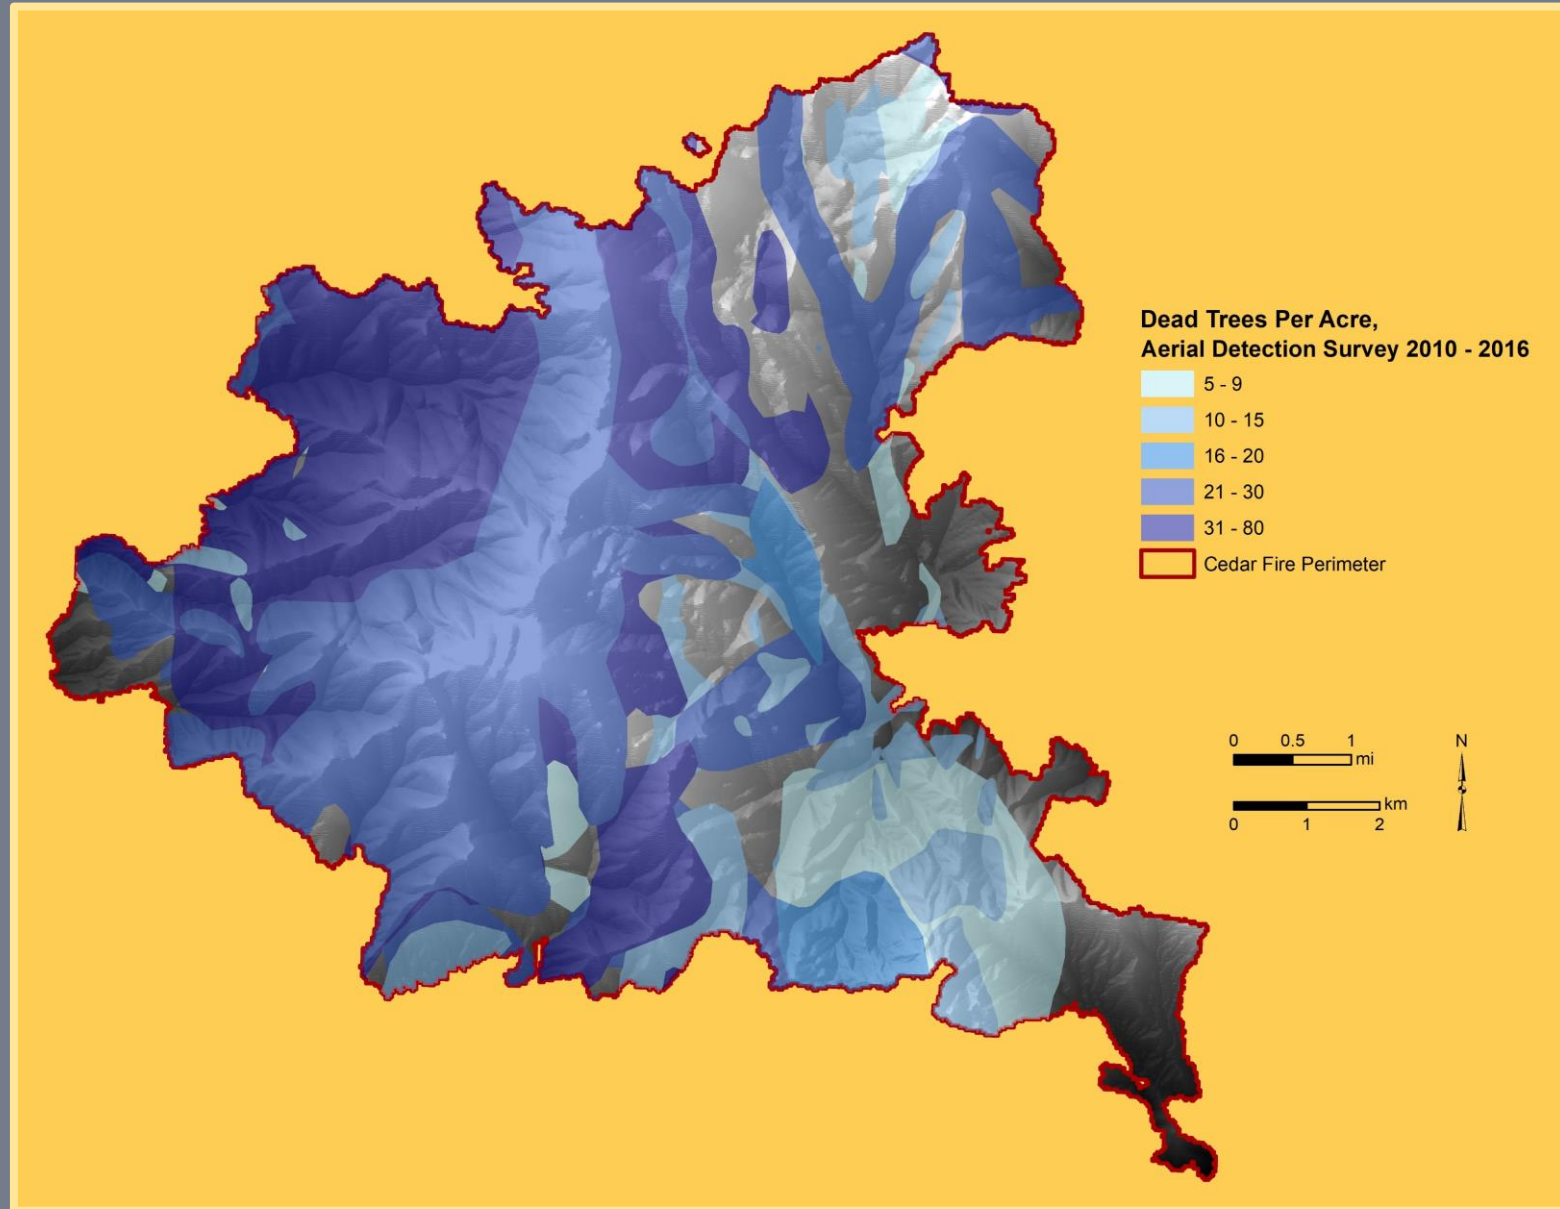 Dead Trees Per Acre,
Aerial Detection Survey 2010 - 2016
5 - 9
10 - 15
16 - 20
21 - 30
31 - 80
Cedar Fire Perimeter
0 0.5 1
mi
km
0 1 2
N